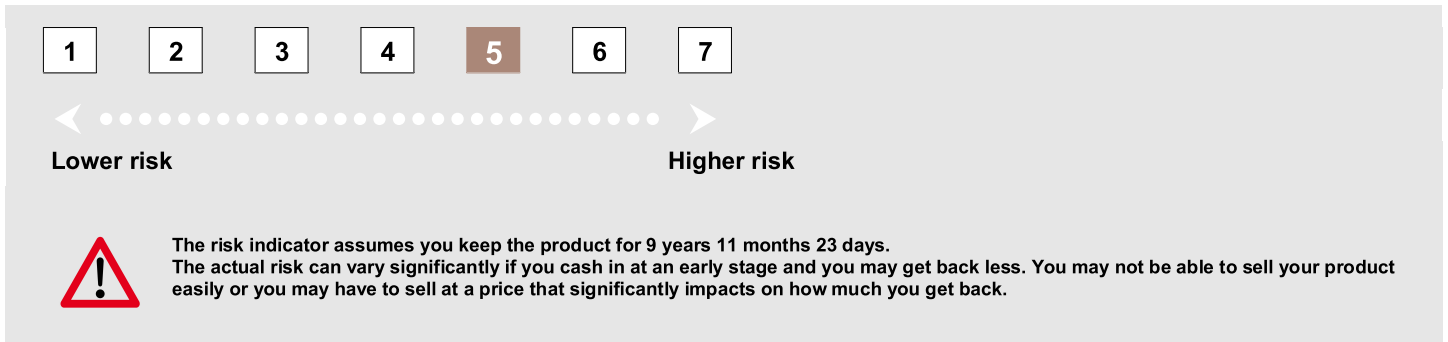 1 2 3 4 5 6 7
Lower risk Higher risk
The risk indicator assumes you keep the product for 9 years 11 months 23 days.
The actual risk can vary significantly if you cash in at an early stage and you may get back less. You may not be able to sell your product
easily or you may have to sell at a price that significantly impacts on how much you get back.